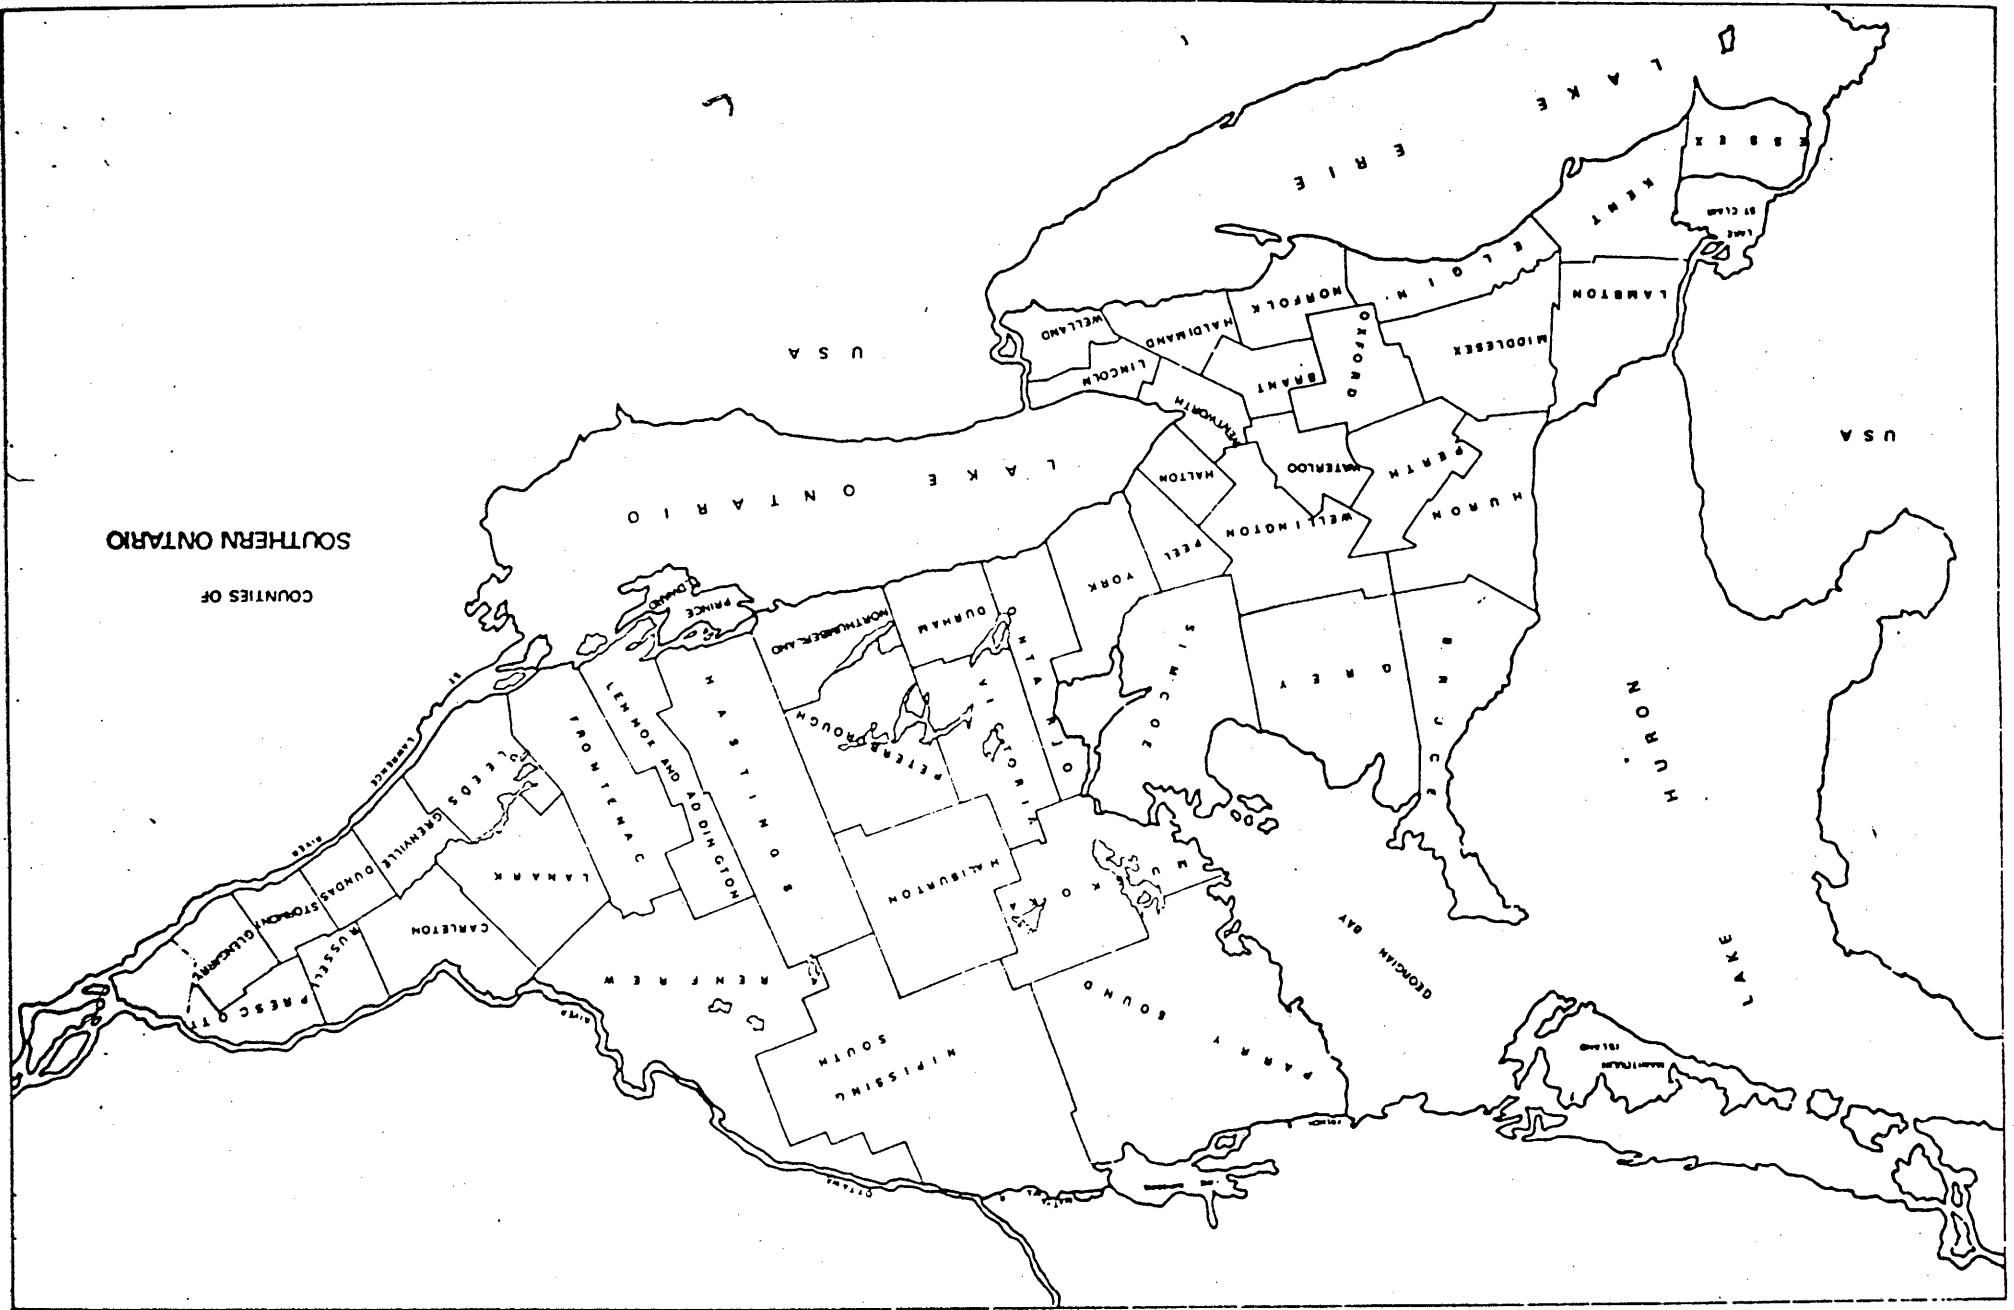 COUNTIES OF
SOUTHERN ONTARIO
OTTAWA
RIVER
NIPISSING
SOUTH
PARRY
SOUND
MANITOULIN
ISLAND
GEORGIAN BAY
LAKE
HURON
RENFREW
PRESCOTT
RUSSELL
GLENGARRY
STORMONT
DUNDAS
CARLETON
GRENVILLE
LANARK
LEEDS
FRONTENAC
LENNOX AND ADDINGTON
HASTINGS
HALIBURTON
MUSKOKA
PETERBOROUGH
VICTORIA
ONTARIO
SIMCOE
GREY
BRUCE
NORTHUMBERLAND
DURHAM
PRINCE
EDWARD
YORK
PEEL
HALTON
WELLINGTON
WATERLOO
PERTH
HURON
WENTWORTH
LINCOLN
WELLAND
HALDIMAND
BRANT
NORFOLK
OXFORD
MIDDLESEX
ELGIN
LAMBTON
KENT
ESSEX
LAKE
ST CLAIR
ST
LAWRENCE
RIVER
LAKE ONTARIO
LAKE
ERIE
USA
USA